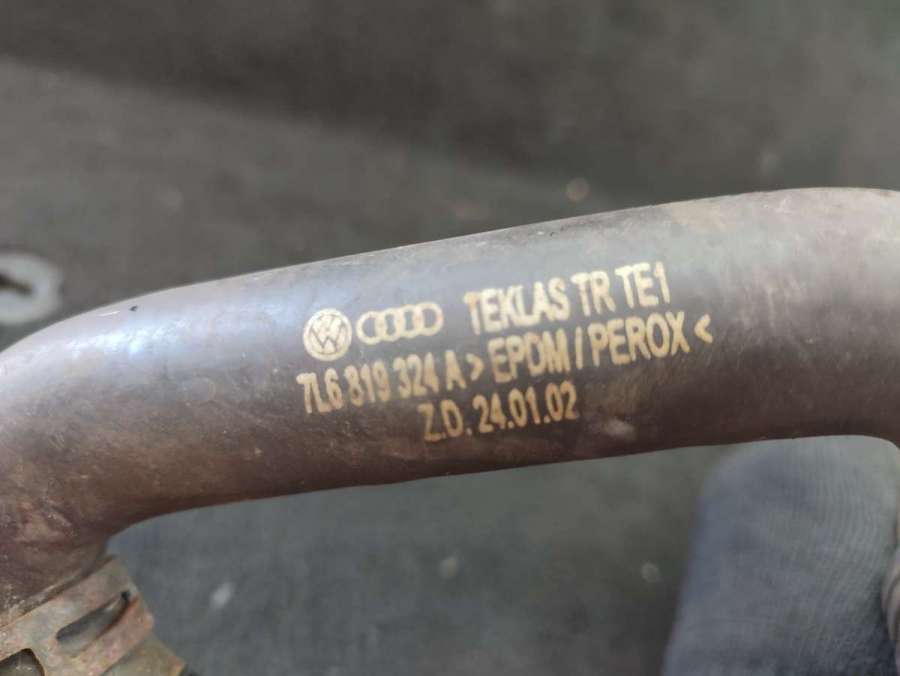 TEKLAS TR TE1
7L6 819 324 A >EPDM/PEROX<
Z.D. 24.01.02